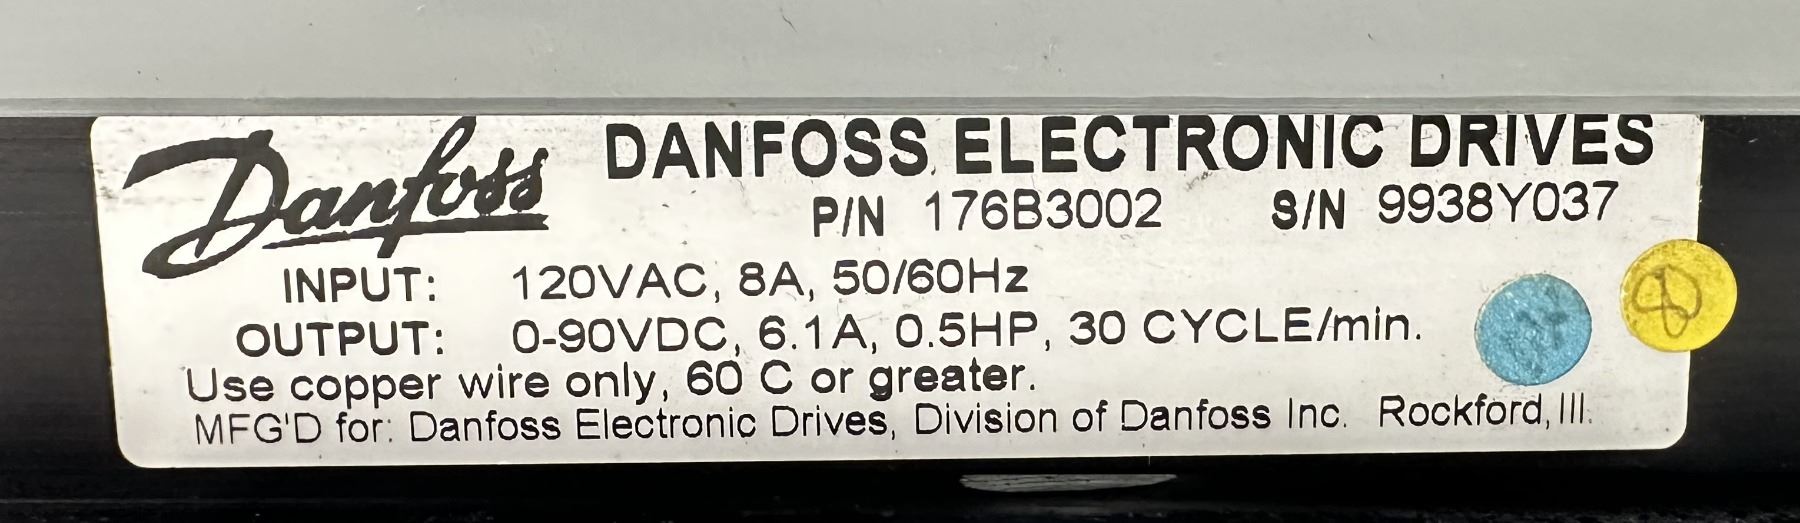 Danfoss DANFOSS ELECTRONIC DRIVES
P/N 176B3002 S/N 9938Y037
INPUT: 120VAC, 8A, 50/60Hz
OUTPUT: 0-90VDC, 6.1A, 0.5HP, 30 CYCLE/min.
Use copper wire only, 60 C or greater.
MFG'D for: Danfoss Electronic Drives, Division of Danfoss Inc. Rockford, Ill.